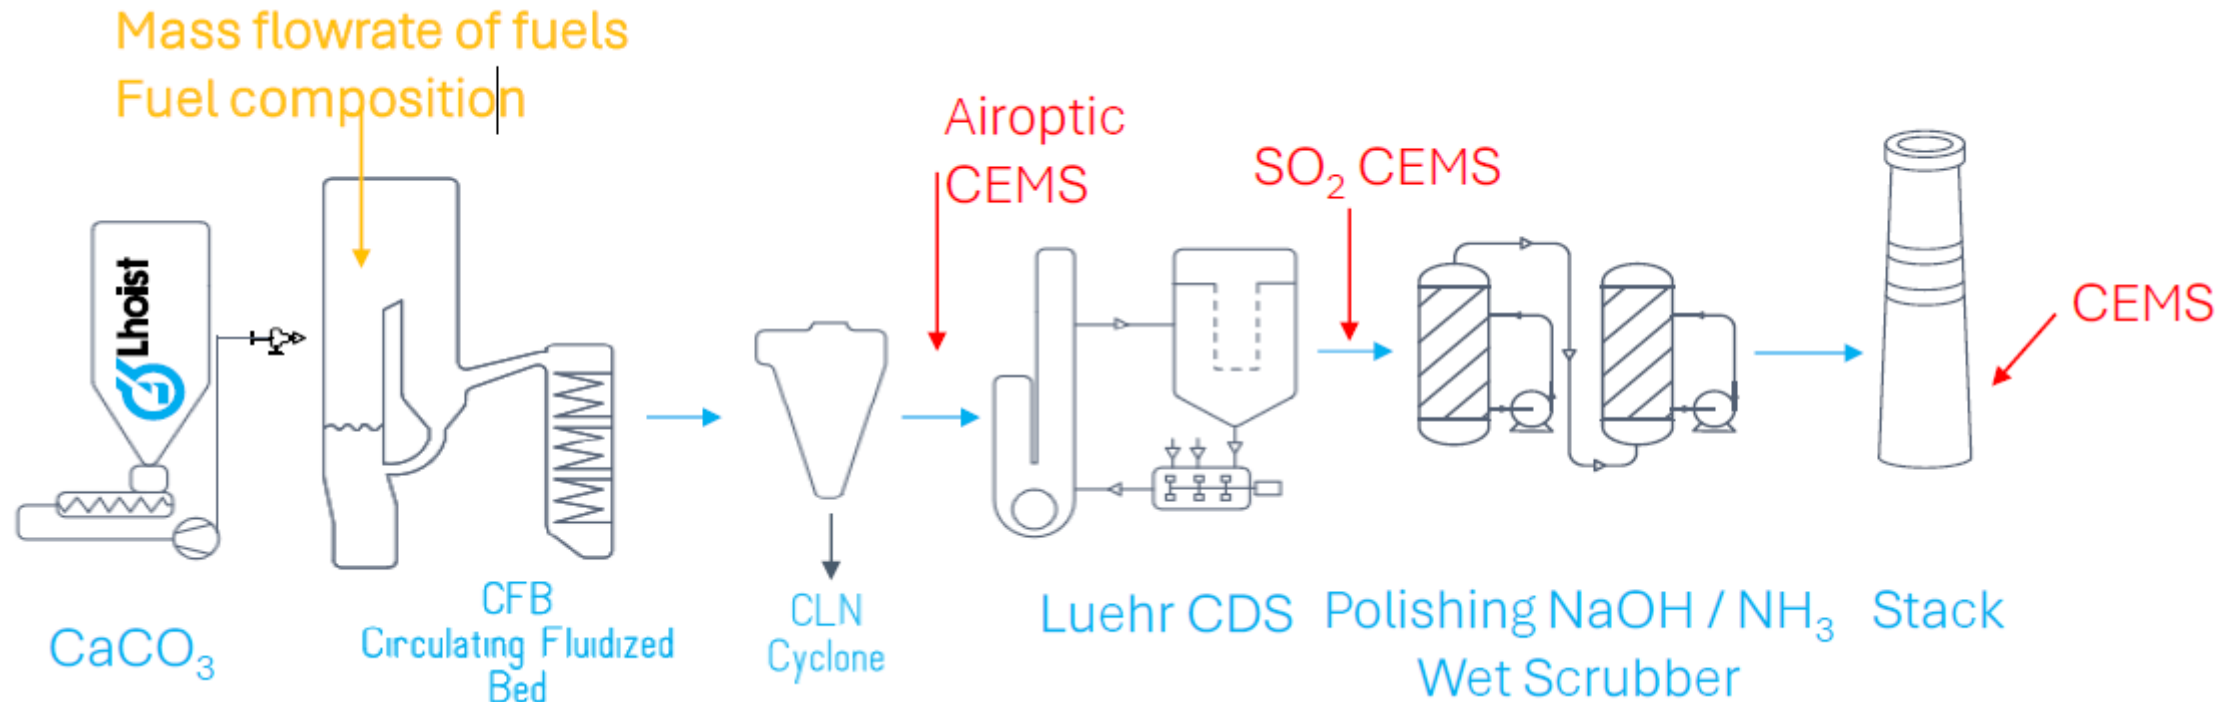 Mass flowrate of fuels
Fuel composition
Airoptic
CEMS
SO₂ CEMS
CEMS
Lhoist
CaCO₃
CFB
Circulating Fluidized
Bed
CLN
Cyclone
Luehr CDS
Polishing NaOH / NH₃
Wet Scrubber
Stack